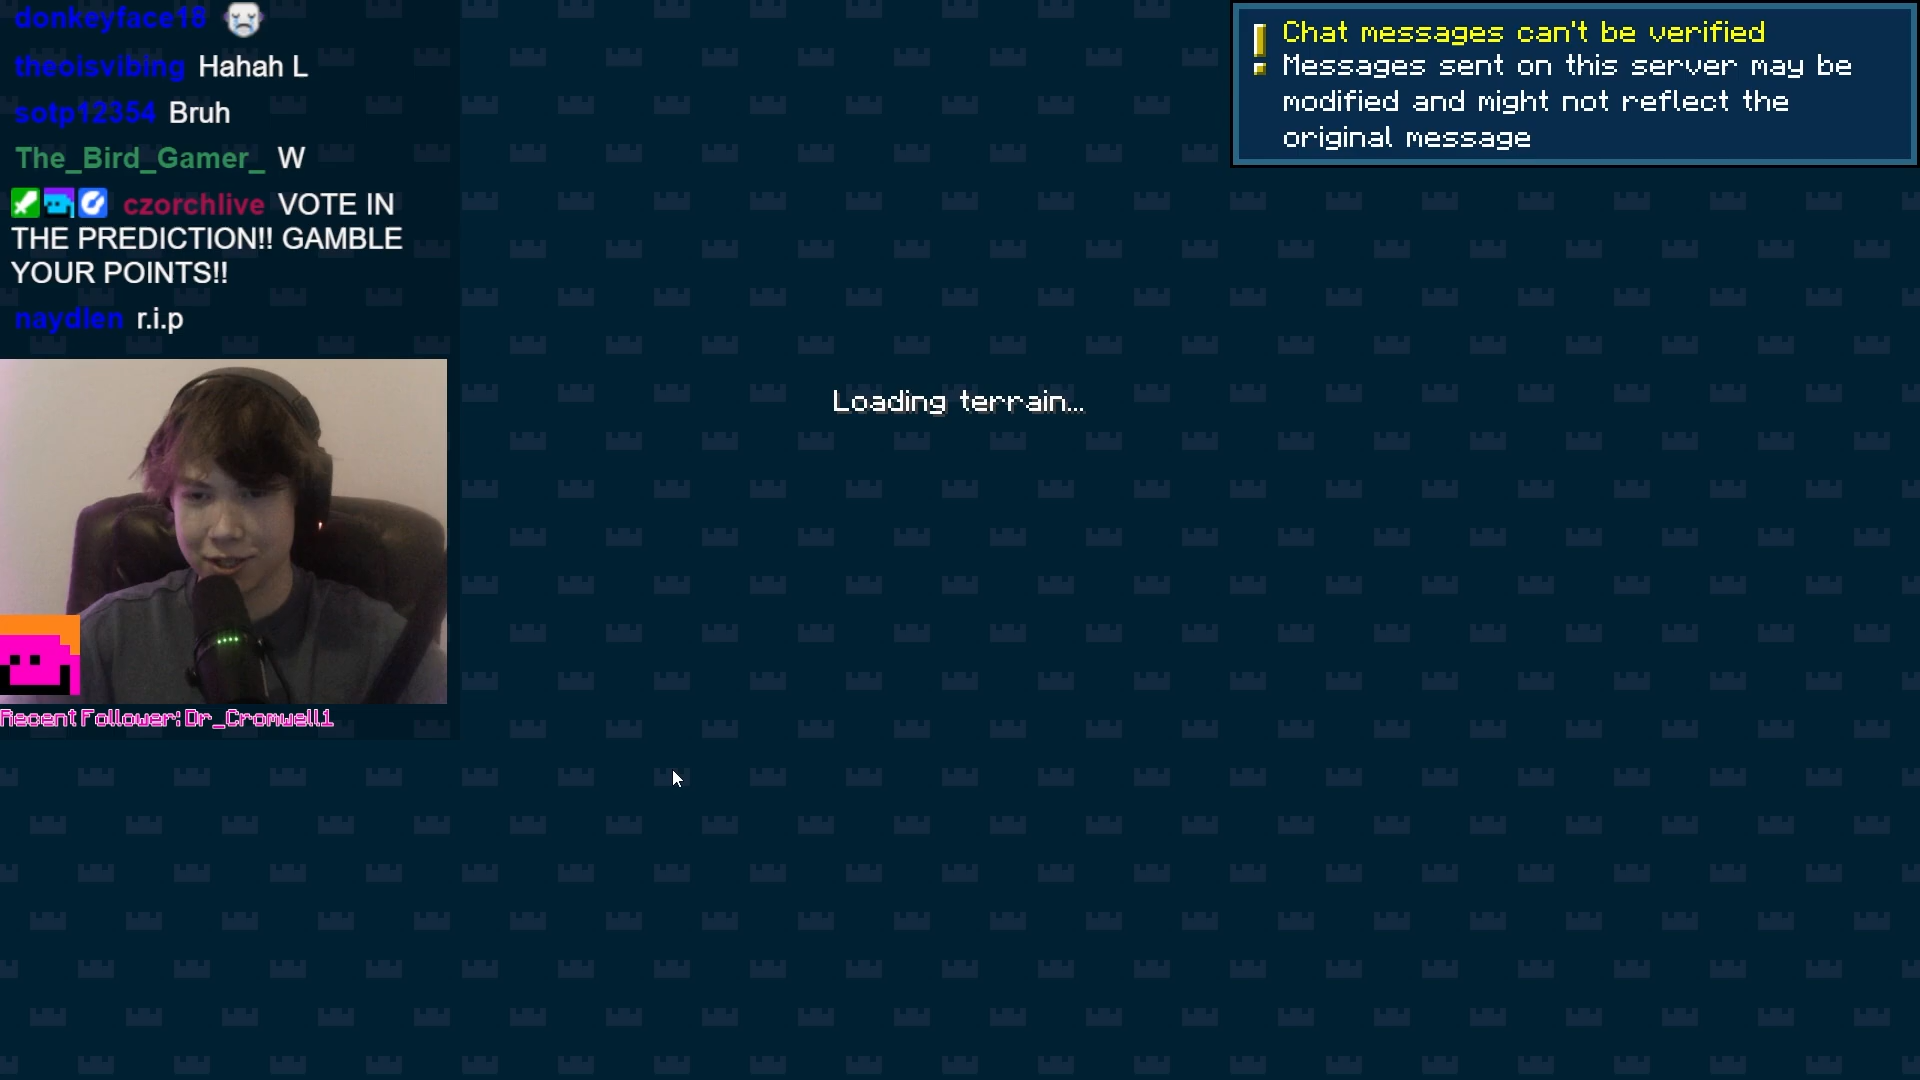 donkeyface18
theoisvibing Hahah L
sotp12354 Bruh
The_Bird_Gamer_ W
czorchlive VOTE IN
THE PREDICTION!! GAMBLE
YOUR POINTS!!
naydlen r.i.p
Recent Follower: Dr_Cromwell1
Loading terrain...
Chat messages can't be verified
Messages sent on this server may be
modified and might not reflect the
original message